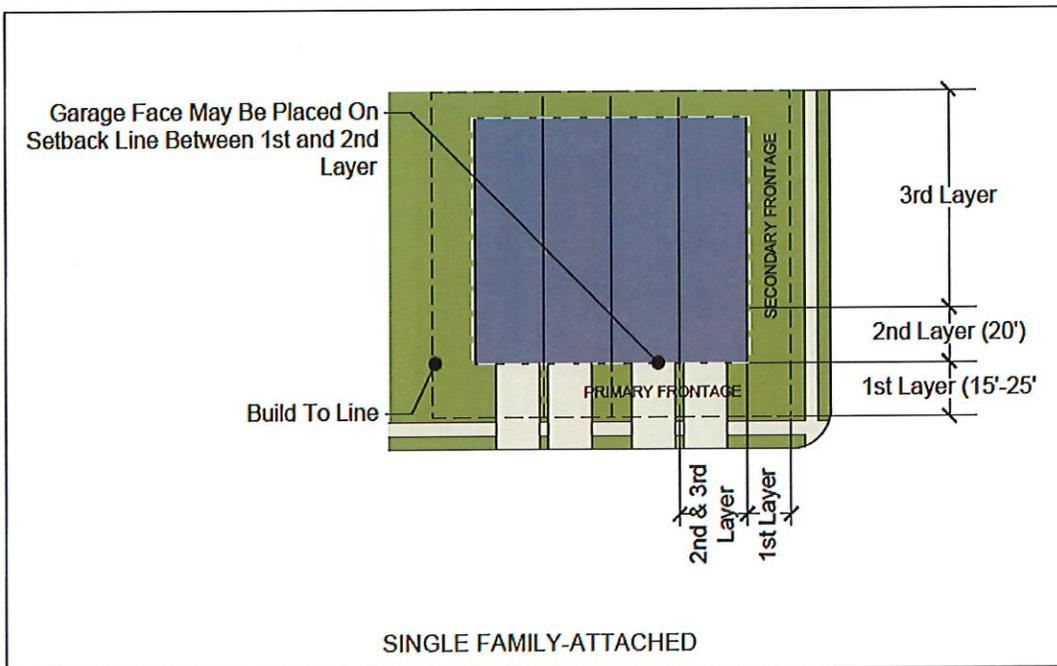 Garage Face May Be Placed On
Setback Line Between 1st and 2nd
Layer
SECONDARY FRONTAGE
3rd Layer
2nd Layer (20')
1st Layer (15'-25'
PRIMARY FRONTAGE
Build To Line
2nd & 3rd
Layer
1st Layer
SINGLE FAMILY-ATTACHED